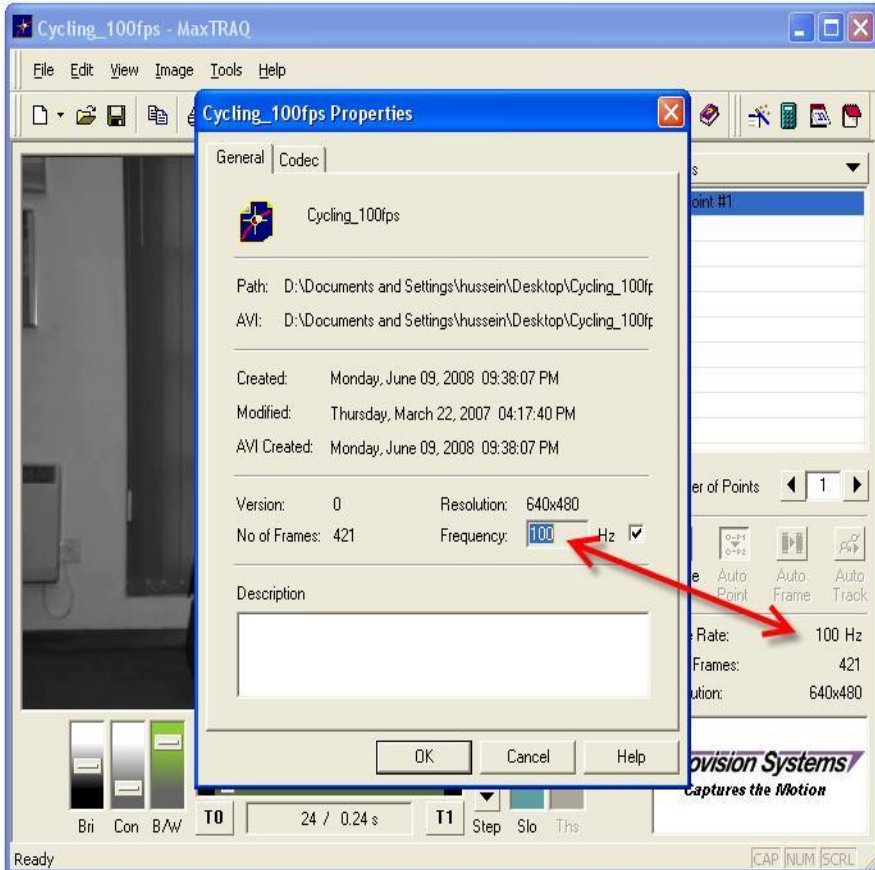 Cycling_100fps - MaxTRAQ
File Edit View Image Tools Help
Cycling_100fps Properties
General Codec
s
oint #1
Cycling_100fps
Path: D:\Documents and Settings\hussein\Desktop\Cycling_100fp
AVI: D:\Documents and Settings\hussein\Desktop\Cycling_100fp
Created: Monday, June 09, 2008 09:38:07 PM
Modified: Thursday, March 22, 2007 04:17:40 PM
AVI Created: Monday, June 09, 2008 09:38:07 PM
er of Points 1
Version: 0 Resolution: 640x480
No of Frames: 421 Frequency: 100 Hz
e Auto Point Auto Frame Auto Track
Description
Rate: 100 Hz
Frames: 421
ution: 640x480
OK Cancel Help
ovision Systems
Captures the Motion
Bri Con B/W T0 24 / 0.24 s T1 Step Slo Ths
Ready CAP NUM SCRL